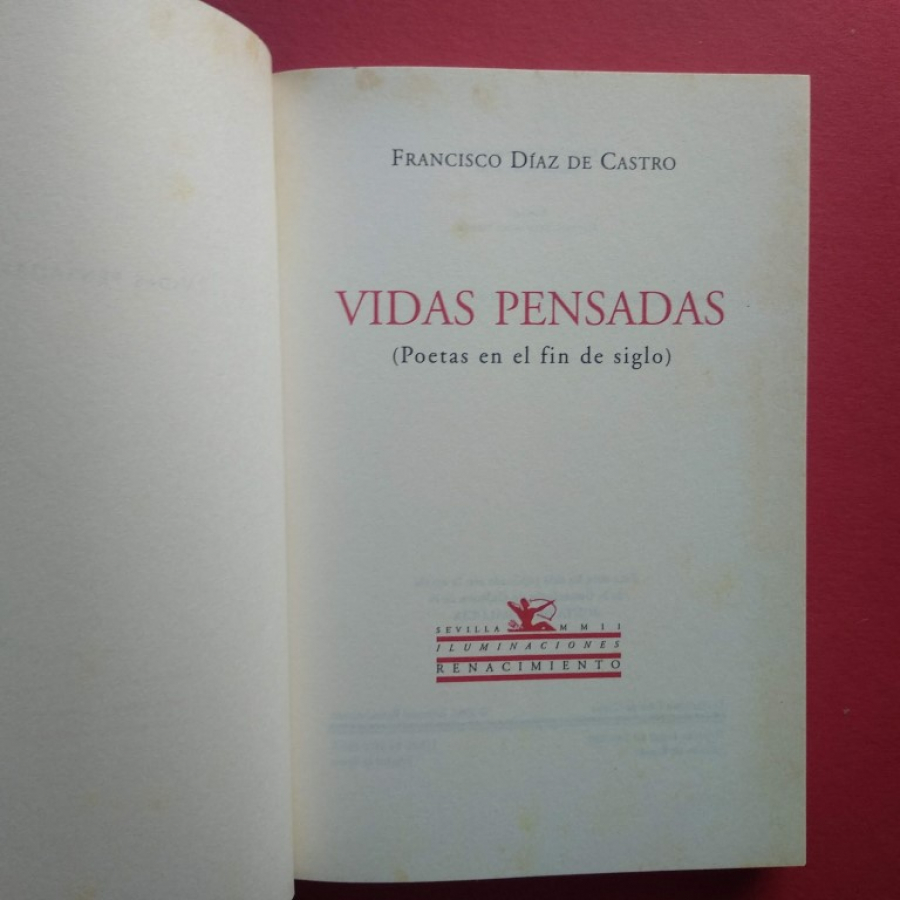 FRANCISCO DÍAZ DE CASTRO
VIDAS PENSADAS
(Poetas en el fin de siglo)
SEVILLA MMII
ILUMINACIONES
RENACIMIENTO